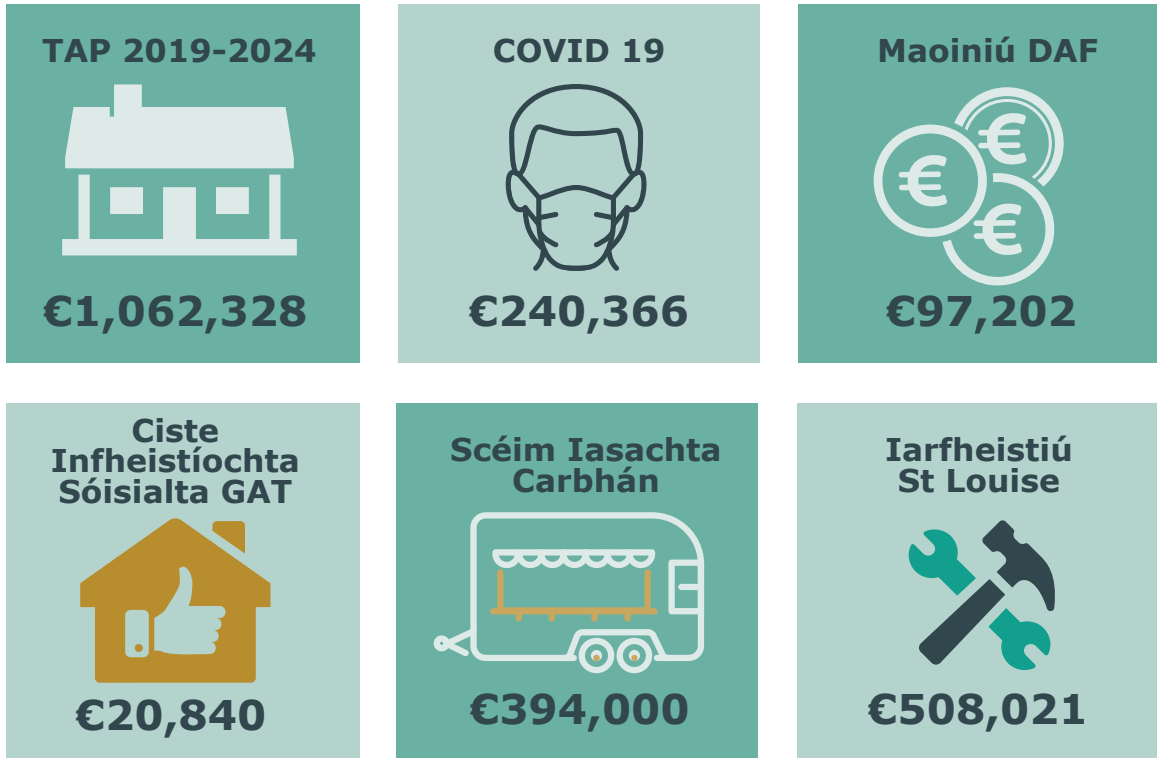 TAP 2019-2024
€1,062,328
COVID 19
€240,366
Maoiniú DAF
€97,202
Ciste
Infheistíochta
Sóisialta GAT
€20,840
Scéim Iasachta
Carbhán
€394,000
Iarfheistiú
St Louise
€508,021